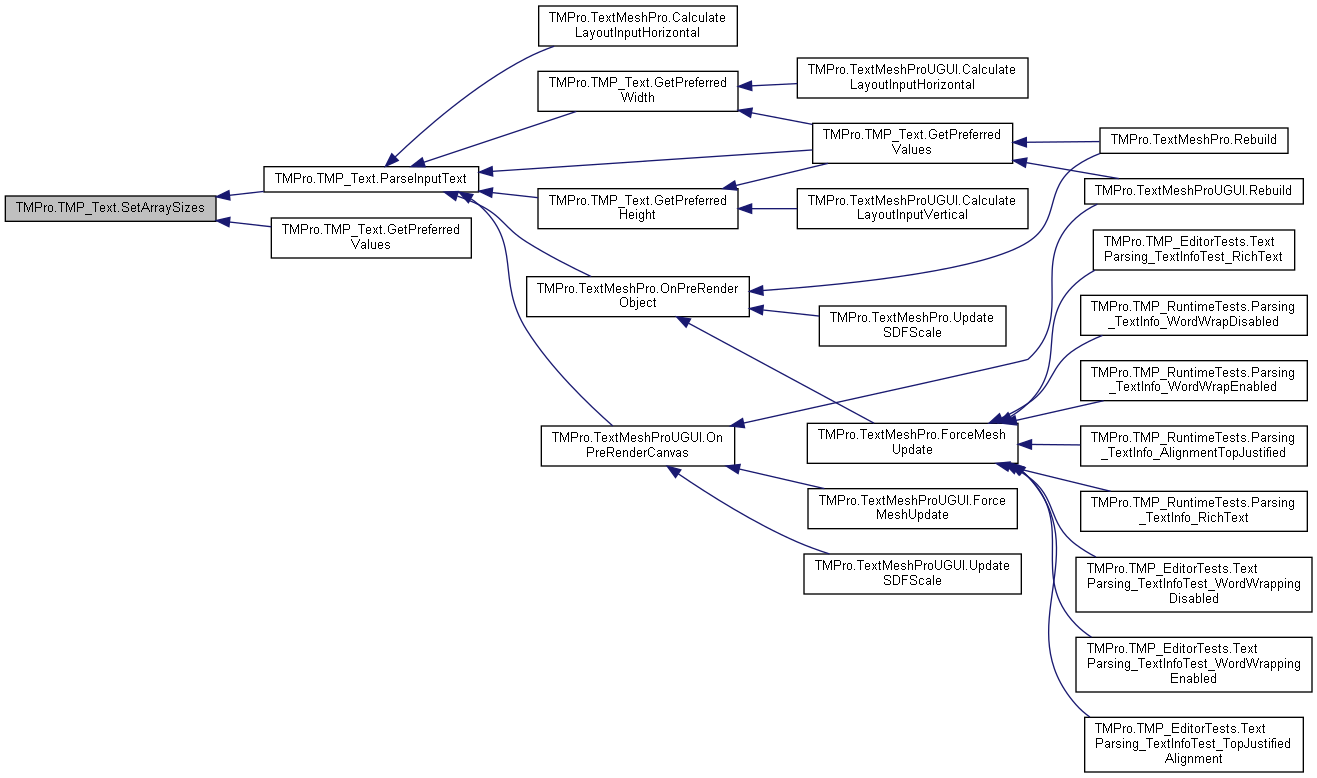 TMPro.TextMeshPro.Calculate
LayoutInputHorizontal
TMPro.TMP_Text.GetPreferred
Width
TMPro.TextMeshProUGUI.Calculate
LayoutInputHorizontal
TMPro.TMP_Text.GetPreferred
Values
TMPro.TextMeshPro.Rebuild
TMPro.TMP_Text.ParseInputText
TMPro.TextMeshProUGUI.Rebuild
TMPro.TMP_Text.SetArraySizes
TMPro.TMP_Text.GetPreferred
Height
TMPro.TextMeshProUGUI.Calculate
LayoutInputVertical
TMPro.TMP_Text.GetPreferred
Values
TMPro.TMP_EditorTests.Text
Parsing_TextInfoTest_RichText
TMPro.TextMeshPro.OnPreRender
Object
TMPro.TextMeshPro.Update
SDFScale
TMPro.TMP_RuntimeTests.Parsing
_TextInfo_WordWrapDisabled
TMPro.TMP_RuntimeTests.Parsing
_TextInfo_WordWrapEnabled
TMPro.TextMeshProUGUI.On
PreRenderCanvas
TMPro.TextMeshPro.ForceMesh
Update
TMPro.TMP_RuntimeTests.Parsing
_TextInfo_AlignmentTopJustified
TMPro.TextMeshProUGUI.Force
MeshUpdate
TMPro.TMP_RuntimeTests.Parsing
_TextInfo_RichText
TMPro.TextMeshProUGUI.Update
SDFScale
TMPro.TMP_EditorTests.Text
Parsing_TextInfoTest_WordWrapping
Disabled
TMPro.TMP_EditorTests.Text
Parsing_TextInfoTest_WordWrapping
Enabled
TMPro.TMP_EditorTests.Text
Parsing_TextInfoTest_TopJustified
Alignment